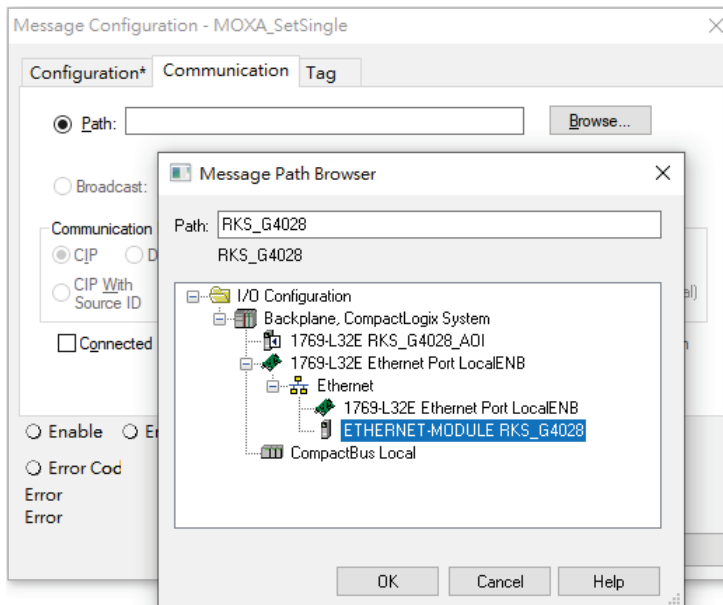 Message Configuration - MOXA_SetSingle
Configuration* Communication Tag
Path: Browse...
Message Path Browser
Broadcast:
Path: RKS_G4028
Communication
RKS_G4028
CIP D
CIP With
Source ID
al)
I/O Configuration
Backplane, CompactLogix System
1769-L32E RKS_G4028_AOI
Connected
1769-L32E Ethernet Port LocalENB
Ethernet
1769-L32E Ethernet Port LocalENB
Enable
ETHERNET-MODULE RKS_G4028
CompactBus Local
Error Cod
Error
Error
OK Cancel Help